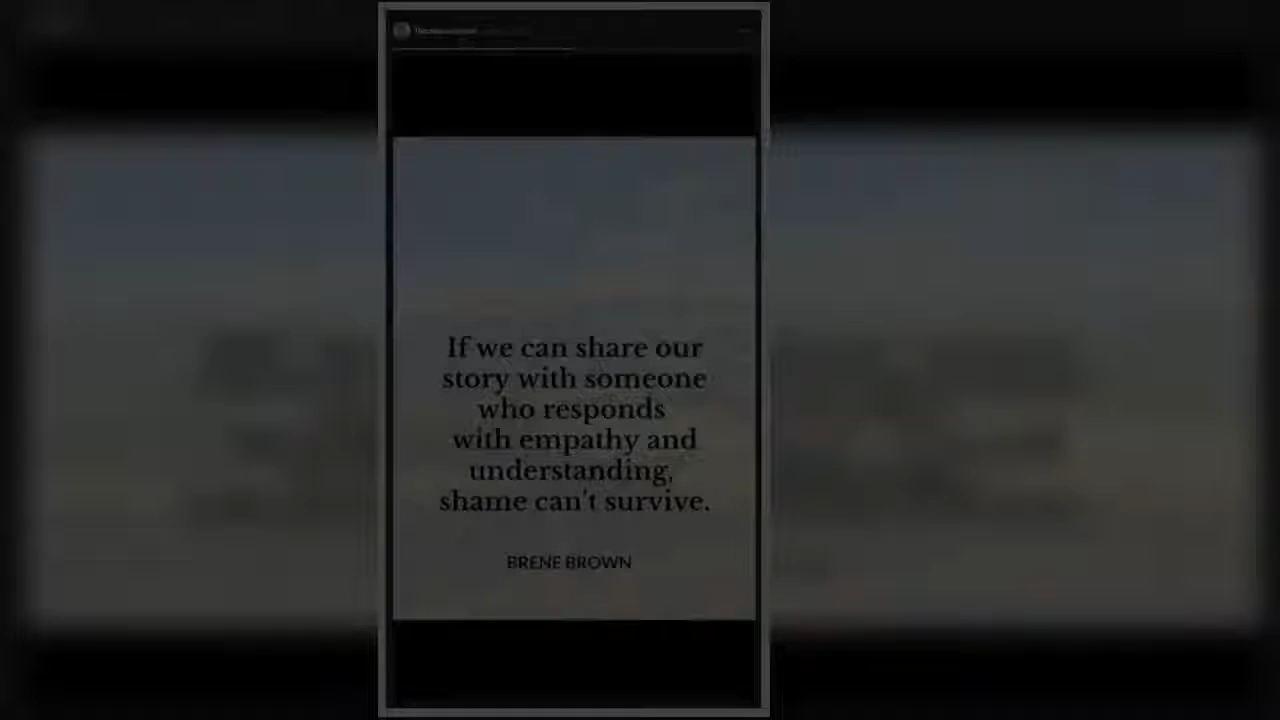 If we can share our
story with someone
who responds
with empathy and
understanding,
shame can't survive.
BRENE BROWN